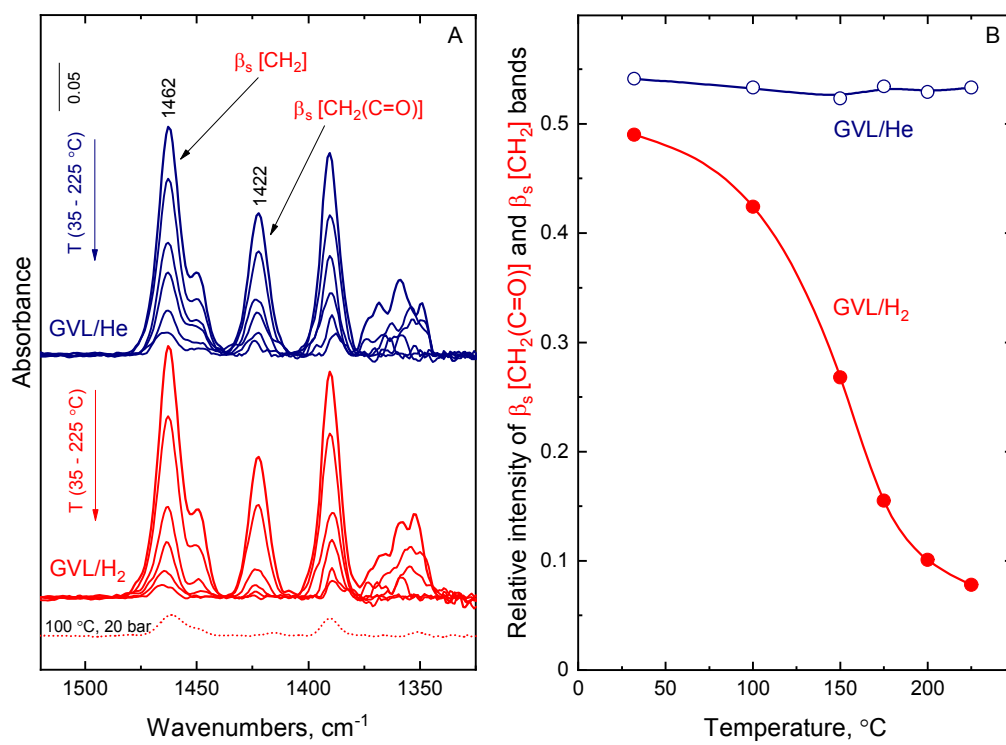 A
0.05
T (35 - 225 °C)
1462
βs [CH2]
βs [CH2(C=O)]
1422
GVL/He
Absorbance
T (35 - 225 °C)
GVL/H2
100 °C, 20 bar
1500
1450
1400
1350
Wavenumbers, cm-1
B
Relative intensity of βs [CH2(C=O)] and βs [CH2] bands
0.5
0.4
0.3
0.2
0.1
0
GVL/He
GVL/H2
0
50
100
150
200
Temperature, °C